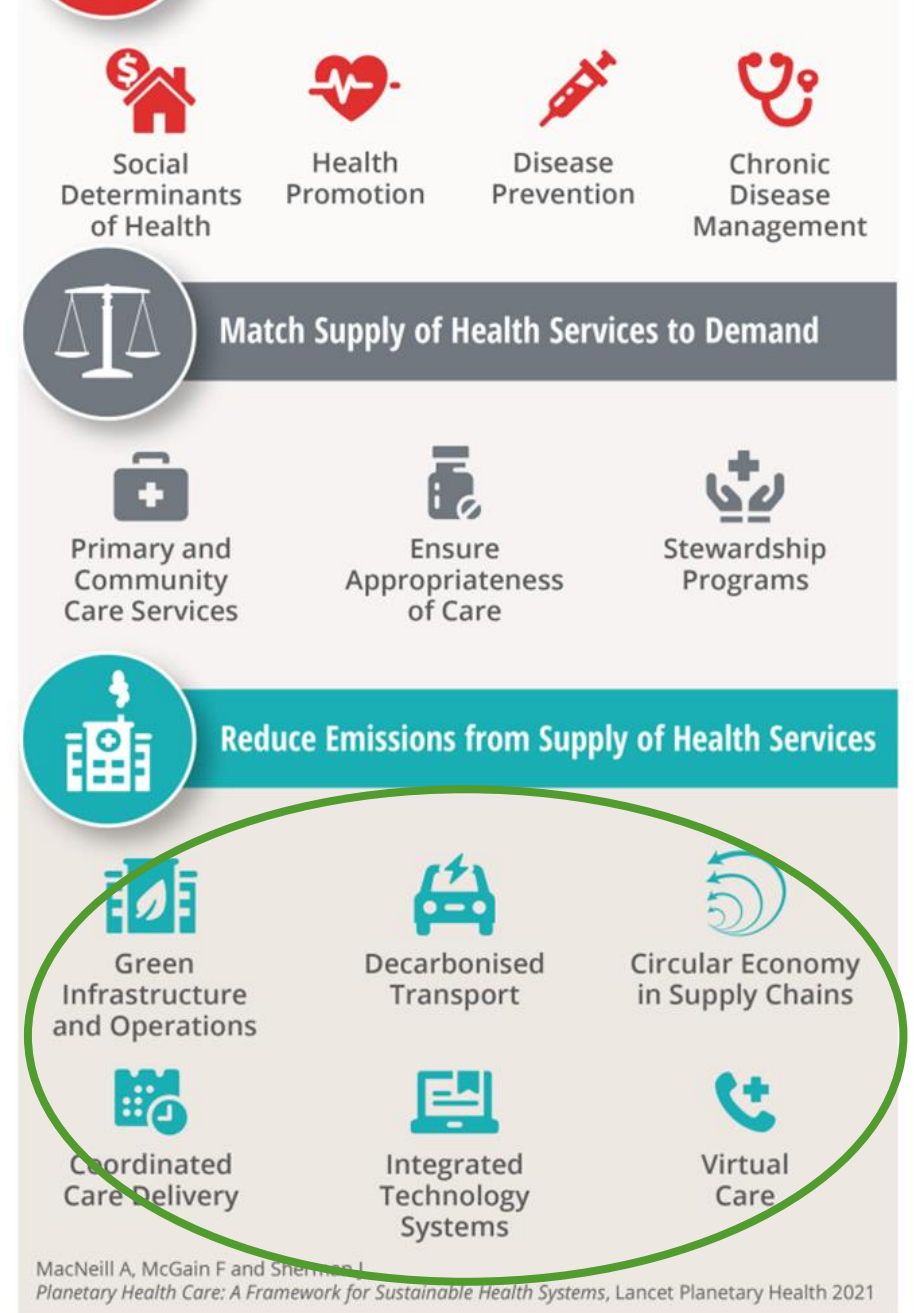 Social
Determinants
of Health
Health
Promotion
Disease
Prevention
Chronic
Disease
Management
Match Supply of Health Services to Demand
Primary and
Community
Care Services
Ensure
Appropriateness
of Care
Stewardship
Programs
Reduce Emissions from Supply of Health Services
Green
Infrastructure
and Operations
Decarbonised
Transport
Circular Economy
in Supply Chains
Coordinated
Care Delivery
Integrated
Technology
Systems
Virtual
Care
MacNeill A, McGain F and Sherman J
Planetary Health Care: A Framework for Sustainable Health Systems, Lancet Planetary Health 2021